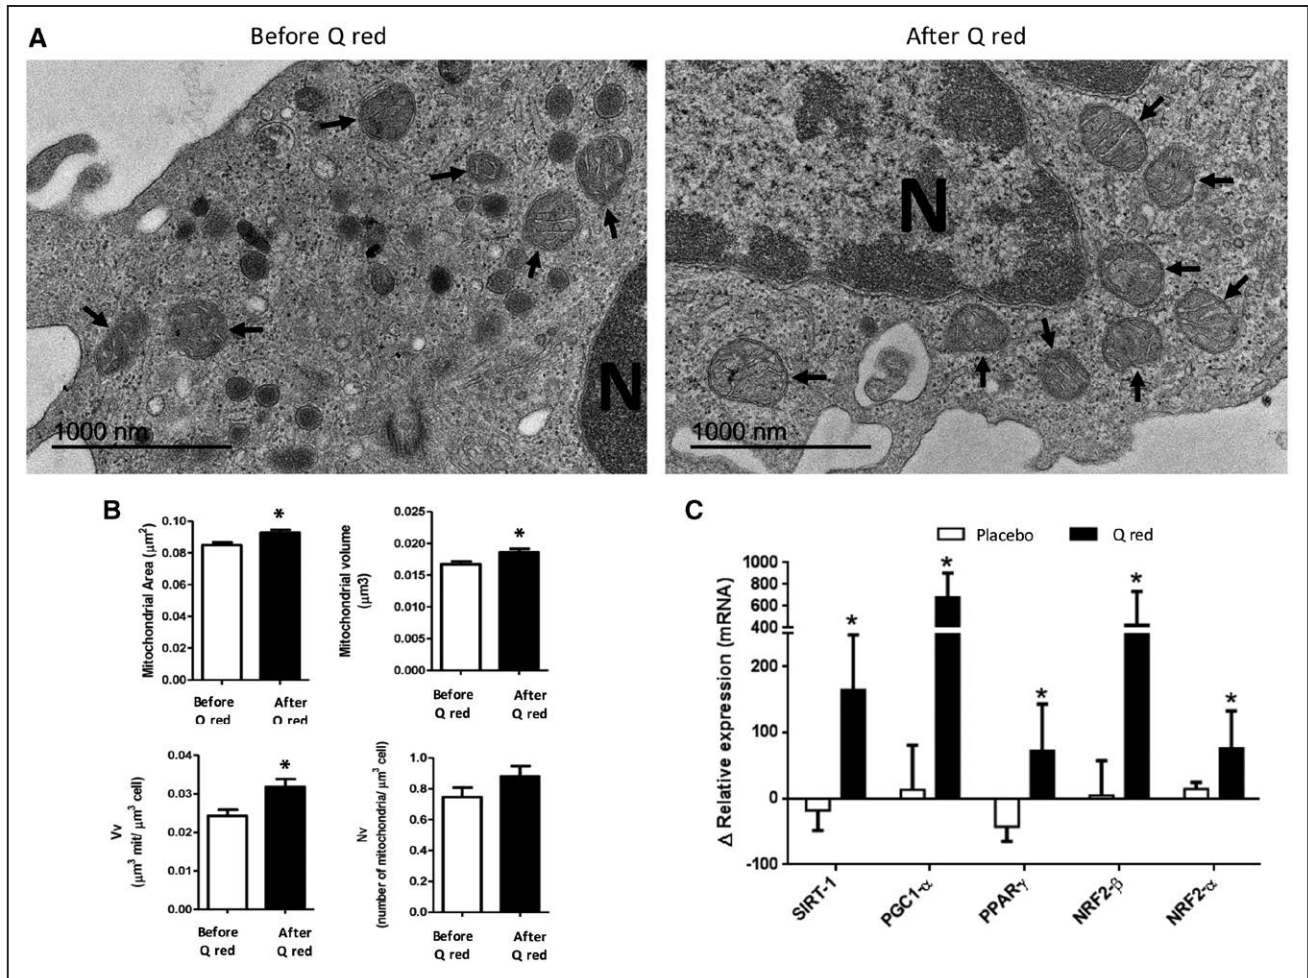 A
Before Q red
After Q red
N
1000 nm
N
1000 nm
B
Mitochondrial Area (μm²)
0.10
0.08
0.06
0.04
0.02
0.00
*
Before
Q red
After
Q red
Mitochondrial volume
(μm3)
0.025
0.020
0.015
0.010
0.005
0.000
*
Before
Q red
After
Q red
Vv
(μm³ mit/ μm³ cell)
0.04
0.03
0.02
0.01
0.00
*
Before
Q red
After
Q red
Nv
(number of mitochondria/ μm³ cell)
1.0
0.8
0.6
0.4
0.2
0.0
Before
Q red
After
Q red
C
Placebo
Q red
Δ Relative expression (mRNA)
1000
800
600
400
200
100
0
-100
*
*
*
*
*
SIRT-1
PGC1-α
PPAR-γ
NRF2-β
NRF2-α